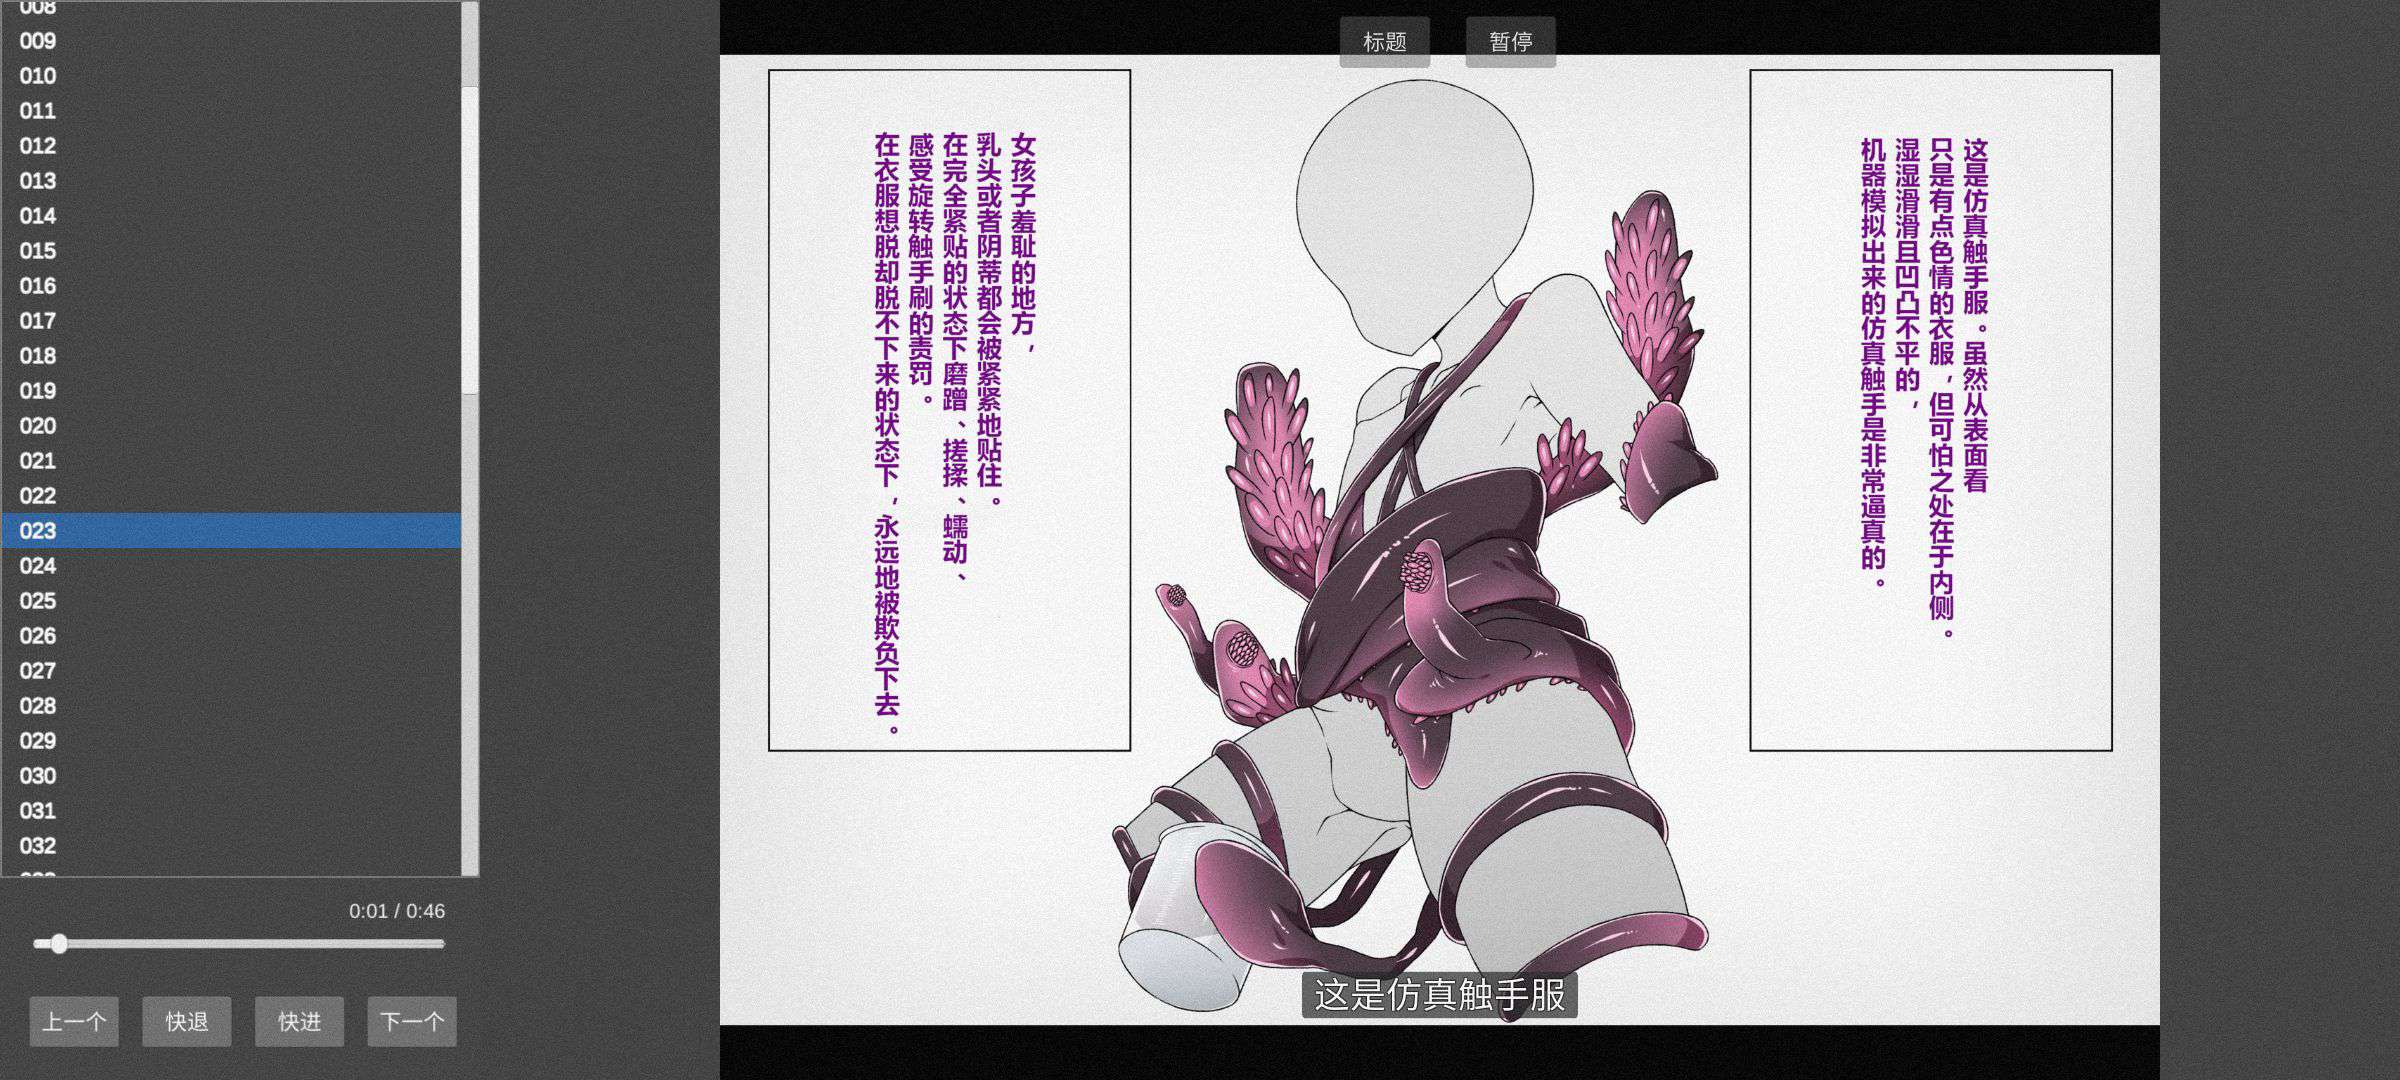 008
009
010
011
012
013
014
015
016
017
018
019
020
021
022
023
024
025
026
027
028
029
030
031
032
0:01 / 0:46
上一个
快退
快进
下一个
标题
暂停
这是仿真触手服。虽然从表面看
只是有点色情的衣服，但可怕之处在于内侧。
湿湿滑滑且凹凸不平的，
机器模拟出来的仿真触手是非常逼真的。
女孩子羞耻的地方，
乳头或者阴蒂都会被紧紧地贴住。
在完全紧贴的状态下磨蹭、搓揉、蠕动、
感受旋转触手刷的责罚。
在衣服想脱却脱不下来的状态下，永远地被欺负下去。
这是仿真触手服